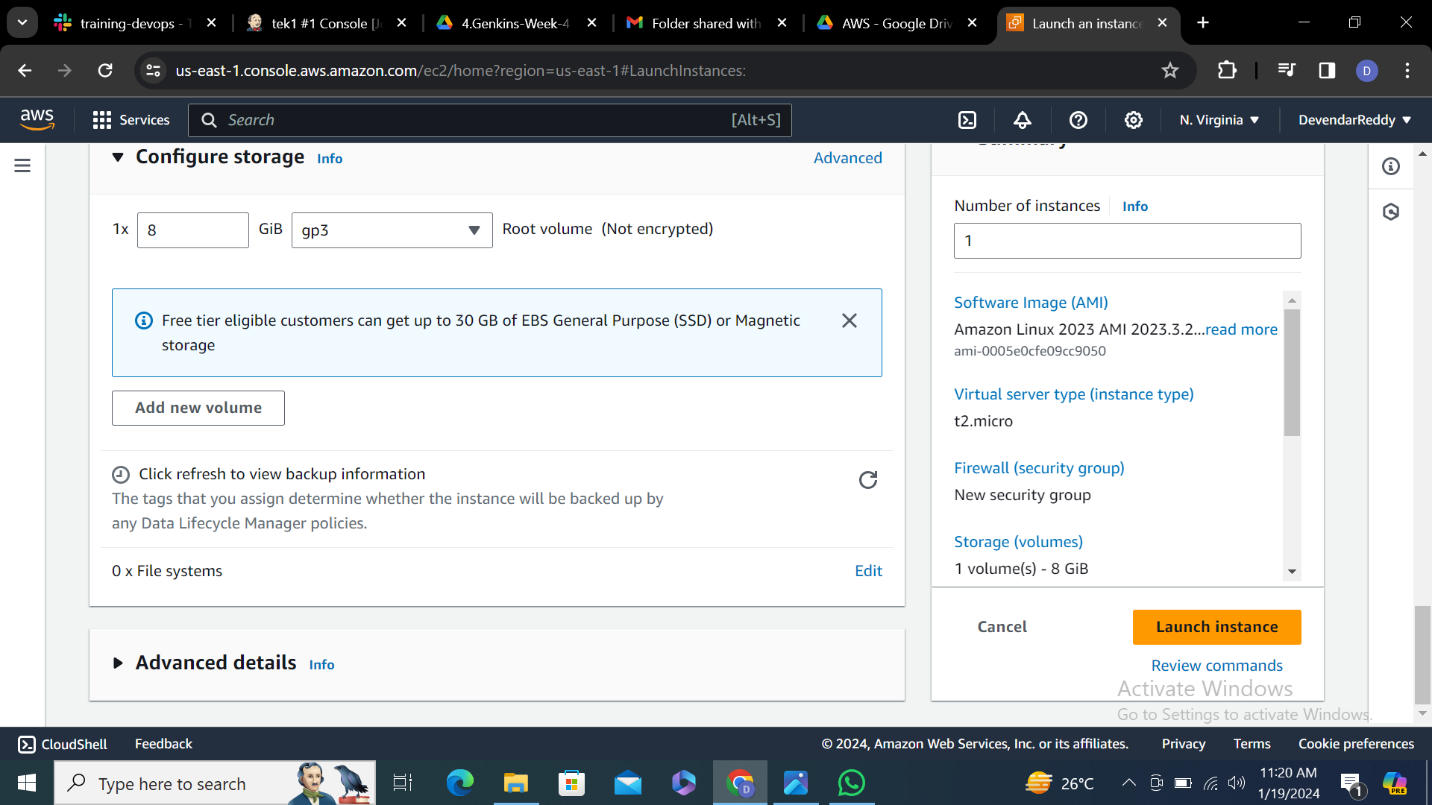 training-devops - T
tek1 #1 Console [J
4.Genkins-Week-4
Folder shared with
AWS - Google Driv
Launch an instance
us-east-1.console.aws.amazon.com/ec2/home?region=us-east-1#LaunchInstances:
D
aws
Services
Search
[Alt+S]
N. Virginia
DevendarReddy
Configure storage Info
Advanced
1x 8 GiB gp3 Root volume (Not encrypted)
Free tier eligible customers can get up to 30 GB of EBS General Purpose (SSD) or Magnetic
storage
Add new volume
Click refresh to view backup information
The tags that you assign determine whether the instance will be backed up by
any Data Lifecycle Manager policies.
0 x File systems
Edit
Advanced details Info
Summary
Number of instances Info
1
Software Image (AMI)
Amazon Linux 2023 AMI 2023.3.2...read more
ami-0005e0cfe09cc9050
Virtual server type (instance type)
t2.micro
Firewall (security group)
New security group
Storage (volumes)
1 volume(s) - 8 GiB
Cancel
Launch instance
Review commands
Activate Windows
Go to Settings to activate Windows.
CloudShell
Feedback
© 2024, Amazon Web Services, Inc. or its affiliates.
Privacy
Terms
Cookie preferences
Type here to search
D
26°C
11:20 AM
1/19/2024
1
PRE